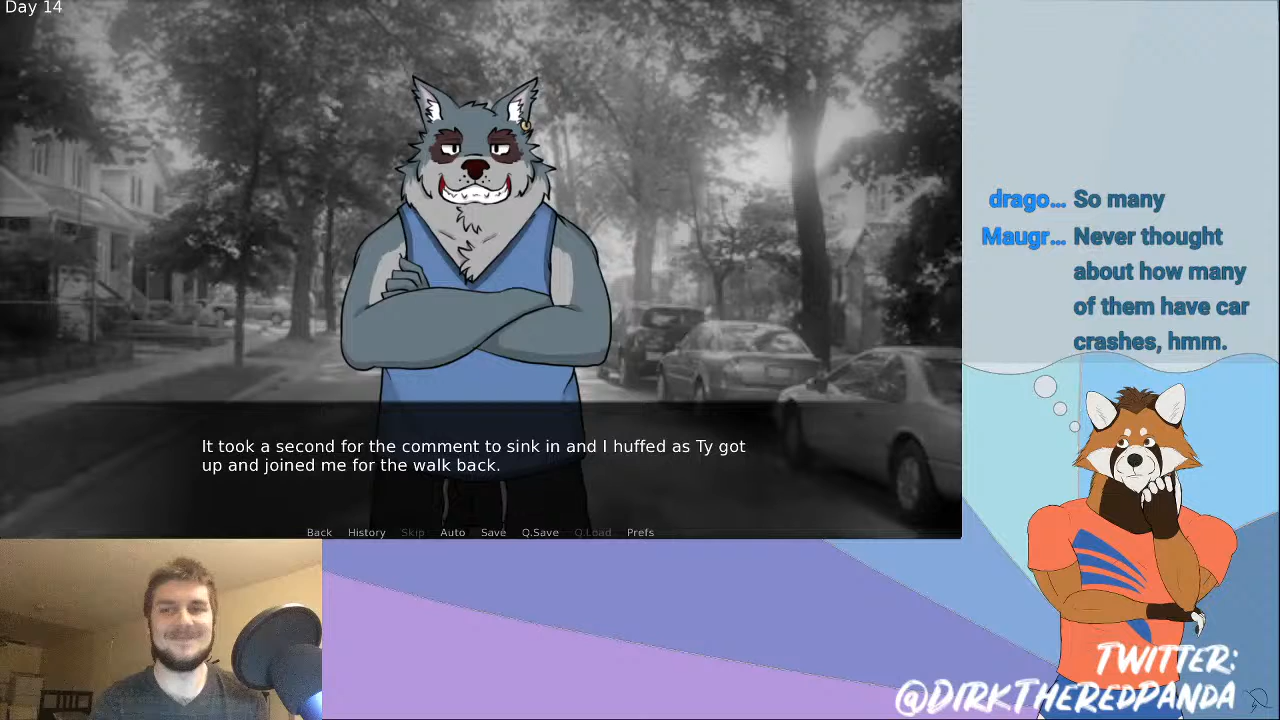 Day 14
drago... So many
Maugr... Never thought
about how many
of them have car
crashes, hmm.
It took a second for the comment to sink in and I huffed as Ty got
up and joined me for the walk back.
Back History Skip Auto Save Q.Save Q.Load Prefs
TWITTER:
@DIRKTHEREDPANDA